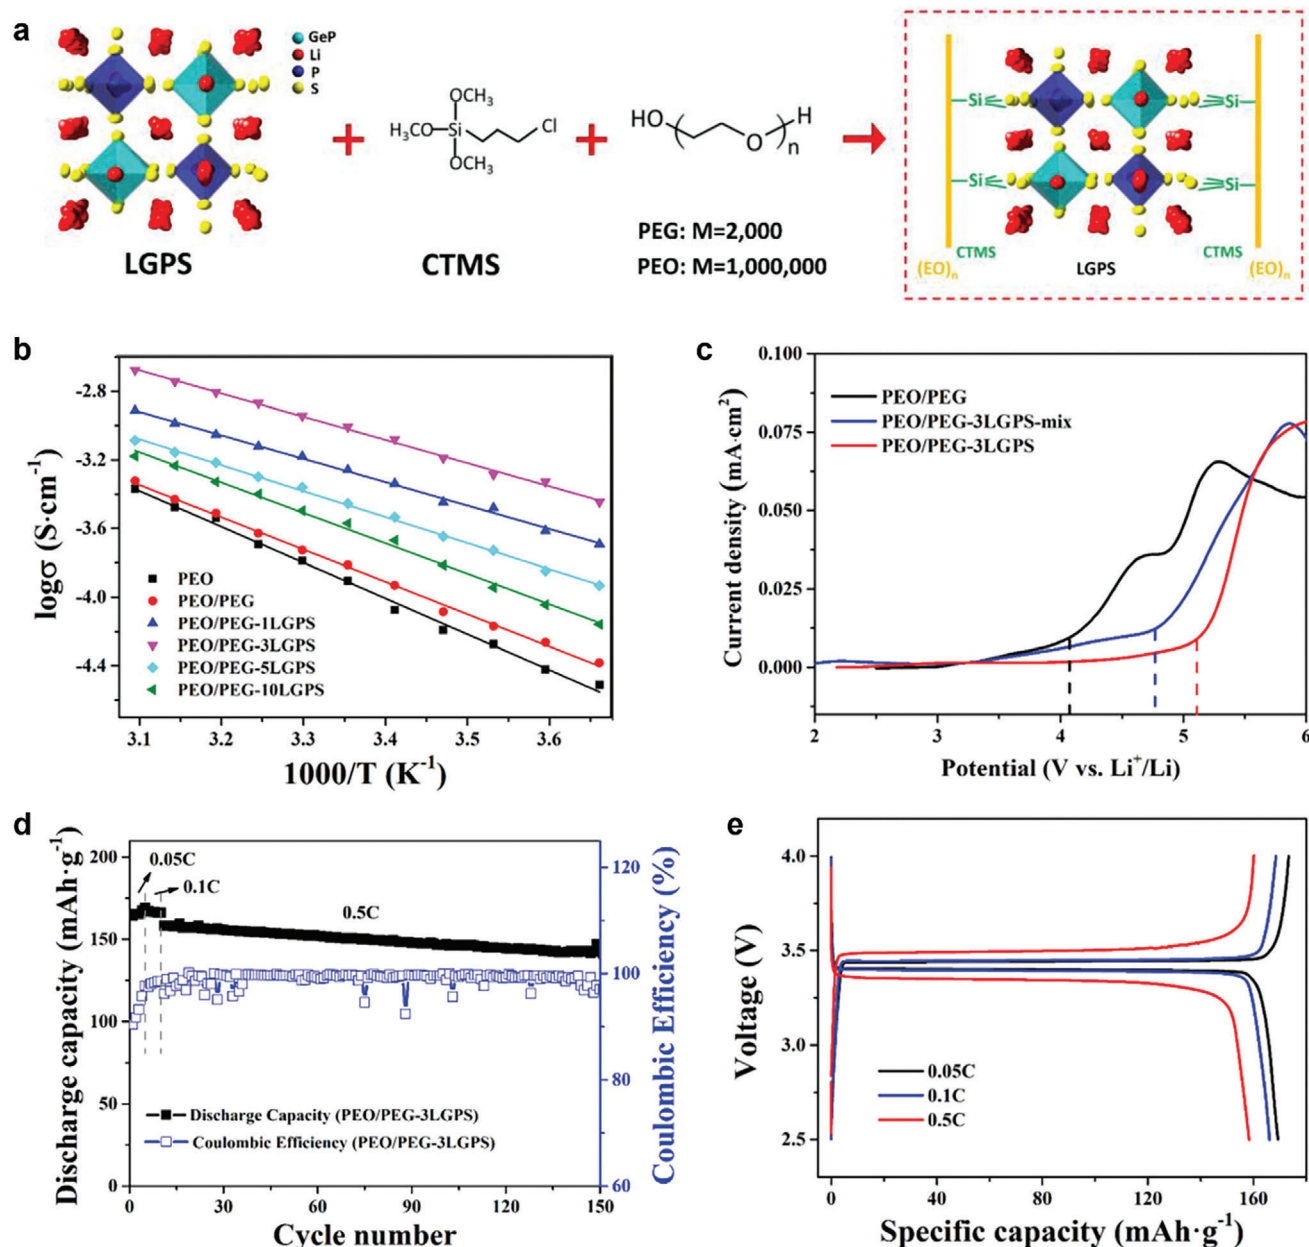 a
GeP
Li
P
S
LGPS
OCH₃
H₃CO
Si
Cl
OCH₃
CTMS
HO
O
H
n
PEG: M=2,000
PEO: M=1,000,000
Si
Si
Si
Si
CTMS
CTMS
(EO)ₙ
LGPS
(EO)ₙ
b
logσ (S·cm⁻¹)
-2.8
-3.2
-3.6
-4.0
-4.4
PEO
PEO/PEG
PEO/PEG-1LGPS
PEO/PEG-3LGPS
PEO/PEG-5LGPS
PEO/PEG-10LGPS
3.1 3.2 3.3 3.4 3.5 3.6
1000/T (K⁻¹)
c
Current density (mA·cm²)
0.100
0.075
0.050
0.025
0.000
PEO/PEG
PEO/PEG-3LGPS-mix
PEO/PEG-3LGPS
2 3 4 5 6
Potential (V vs. Li⁺/Li)
d
Discharge capacity (mAh·g⁻¹)
200
150
100
50
0
0.05C
0.1C
0.5C
Discharge Capacity (PEO/PEG-3LGPS)
Coulombic Efficiency (PEO/PEG-3LGPS)
120
100
80
60
Coulombic Efficiency (%)
0 30 60 90 120 150
Cycle number
e
Voltage (V)
4.0
3.5
3.0
2.5
0.05C
0.1C
0.5C
0 40 80 120 160
Specific capacity (mAh·g⁻¹)